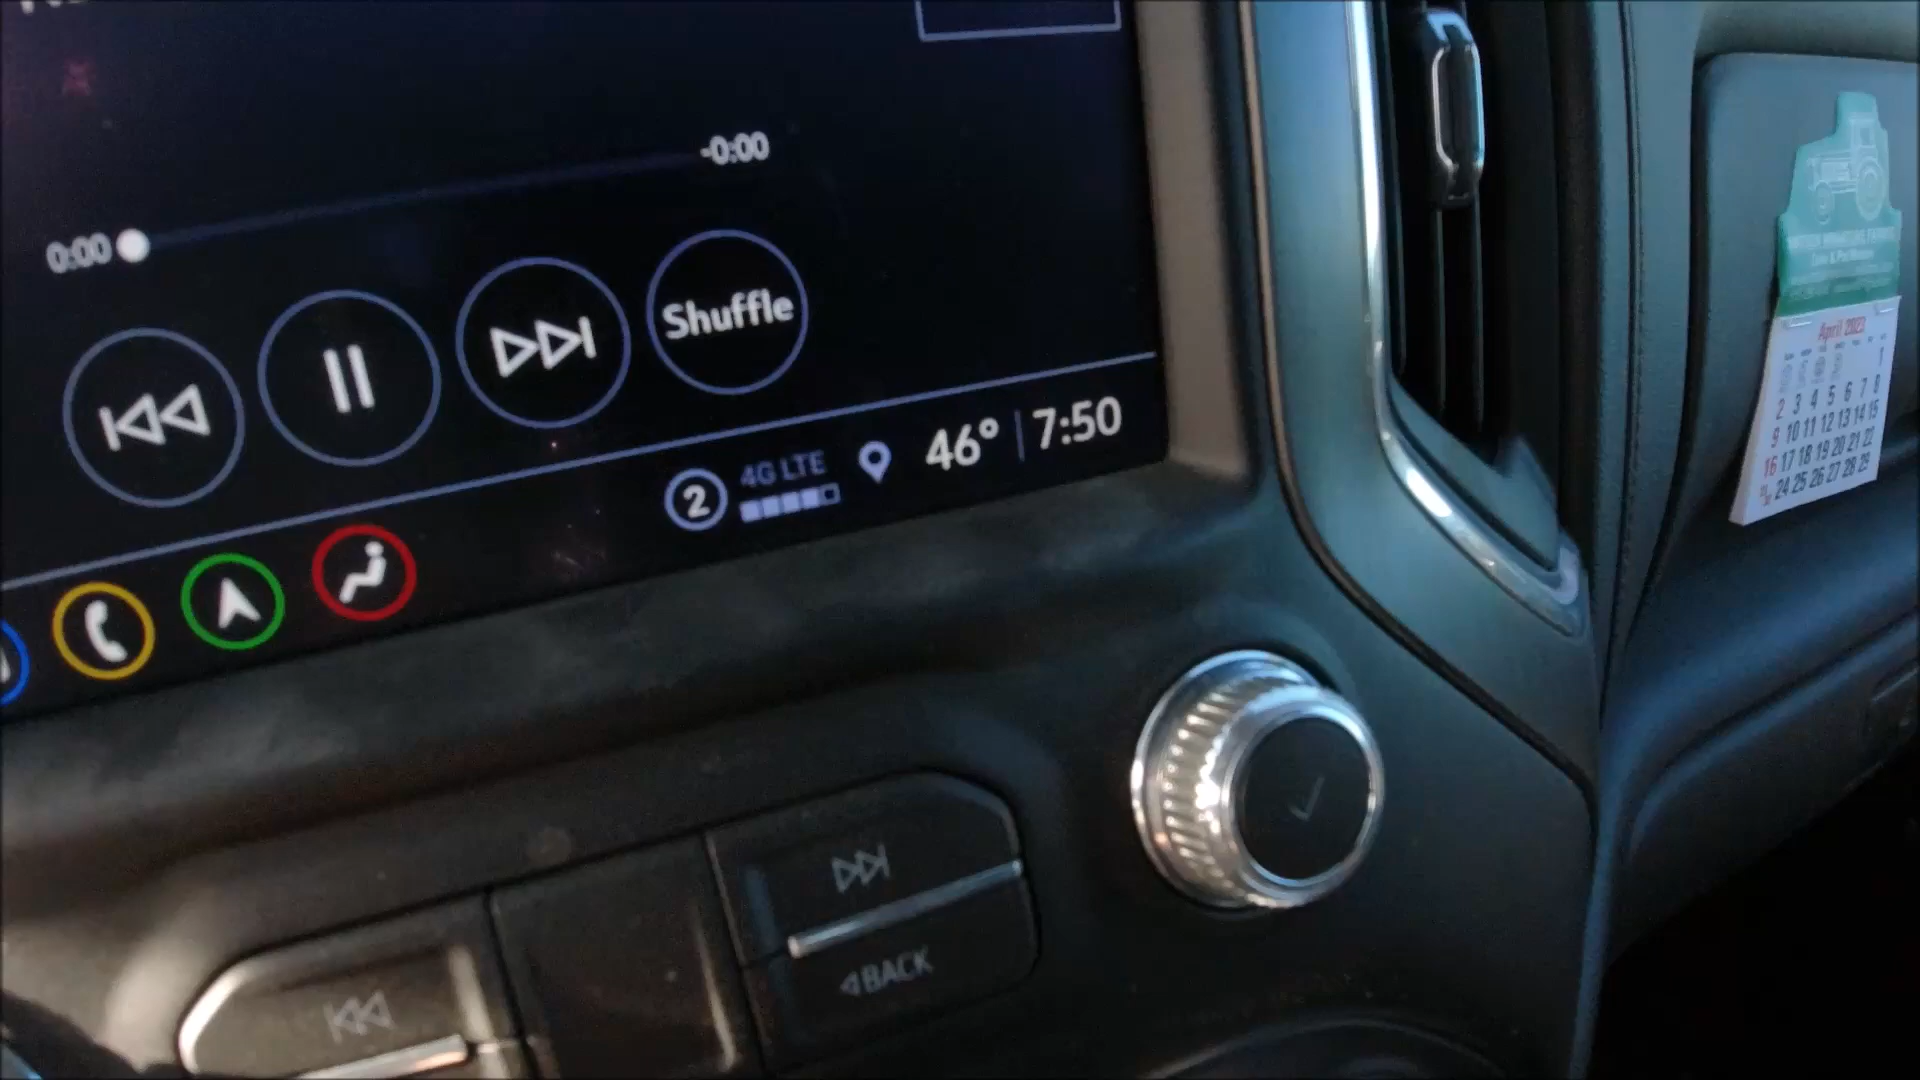 -0:00
0:00
Shuffle
2
4G LTE
46°
7:50
BACK
April 2023
1
2 3 4 5 6 7 8
9 10 11 12 13 14 15
16 17 18 19 20 21 22
24 25 26 27 28 29